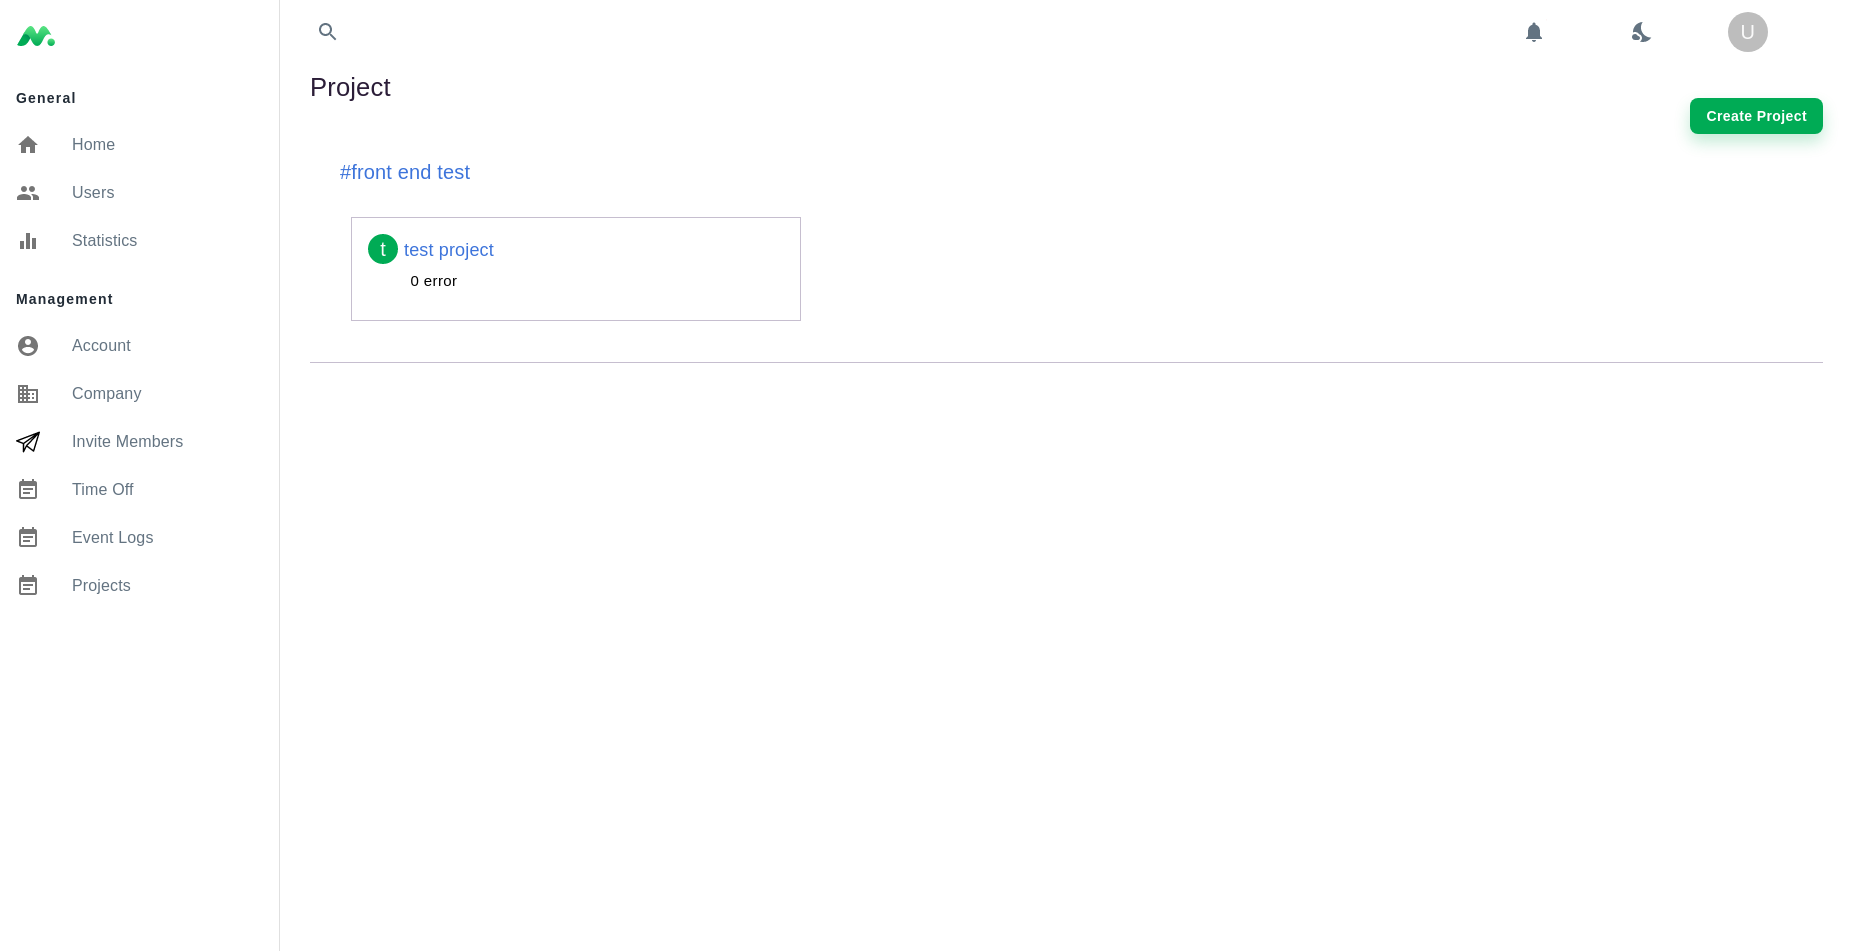 General
Home
Users
Statistics
Management
Account
Company
Invite Members
Time Off
Event Logs
Projects
U
Project
Create Project
#front end test
t test project
0 error